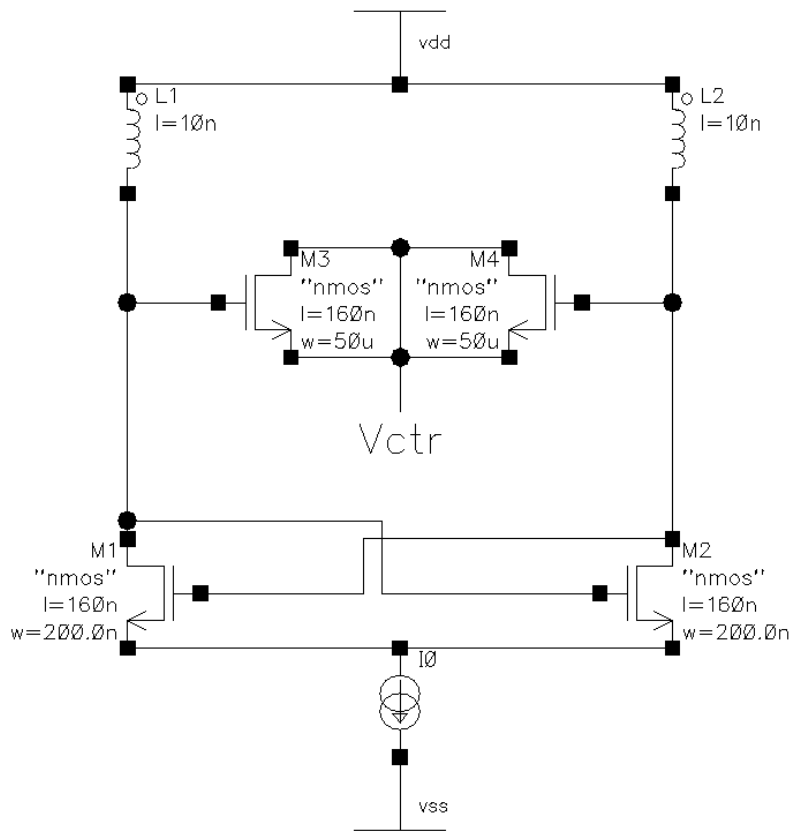 vdd
L1
l=10n
L2
l=10n
M3
"nmos"
l=160n
w=50u
M4
"nmos"
l=160n
w=50u
Vctr
M1
"nmos"
l=160n
w=200.0n
M2
"nmos"
l=160n
w=200.0n
I0
vss